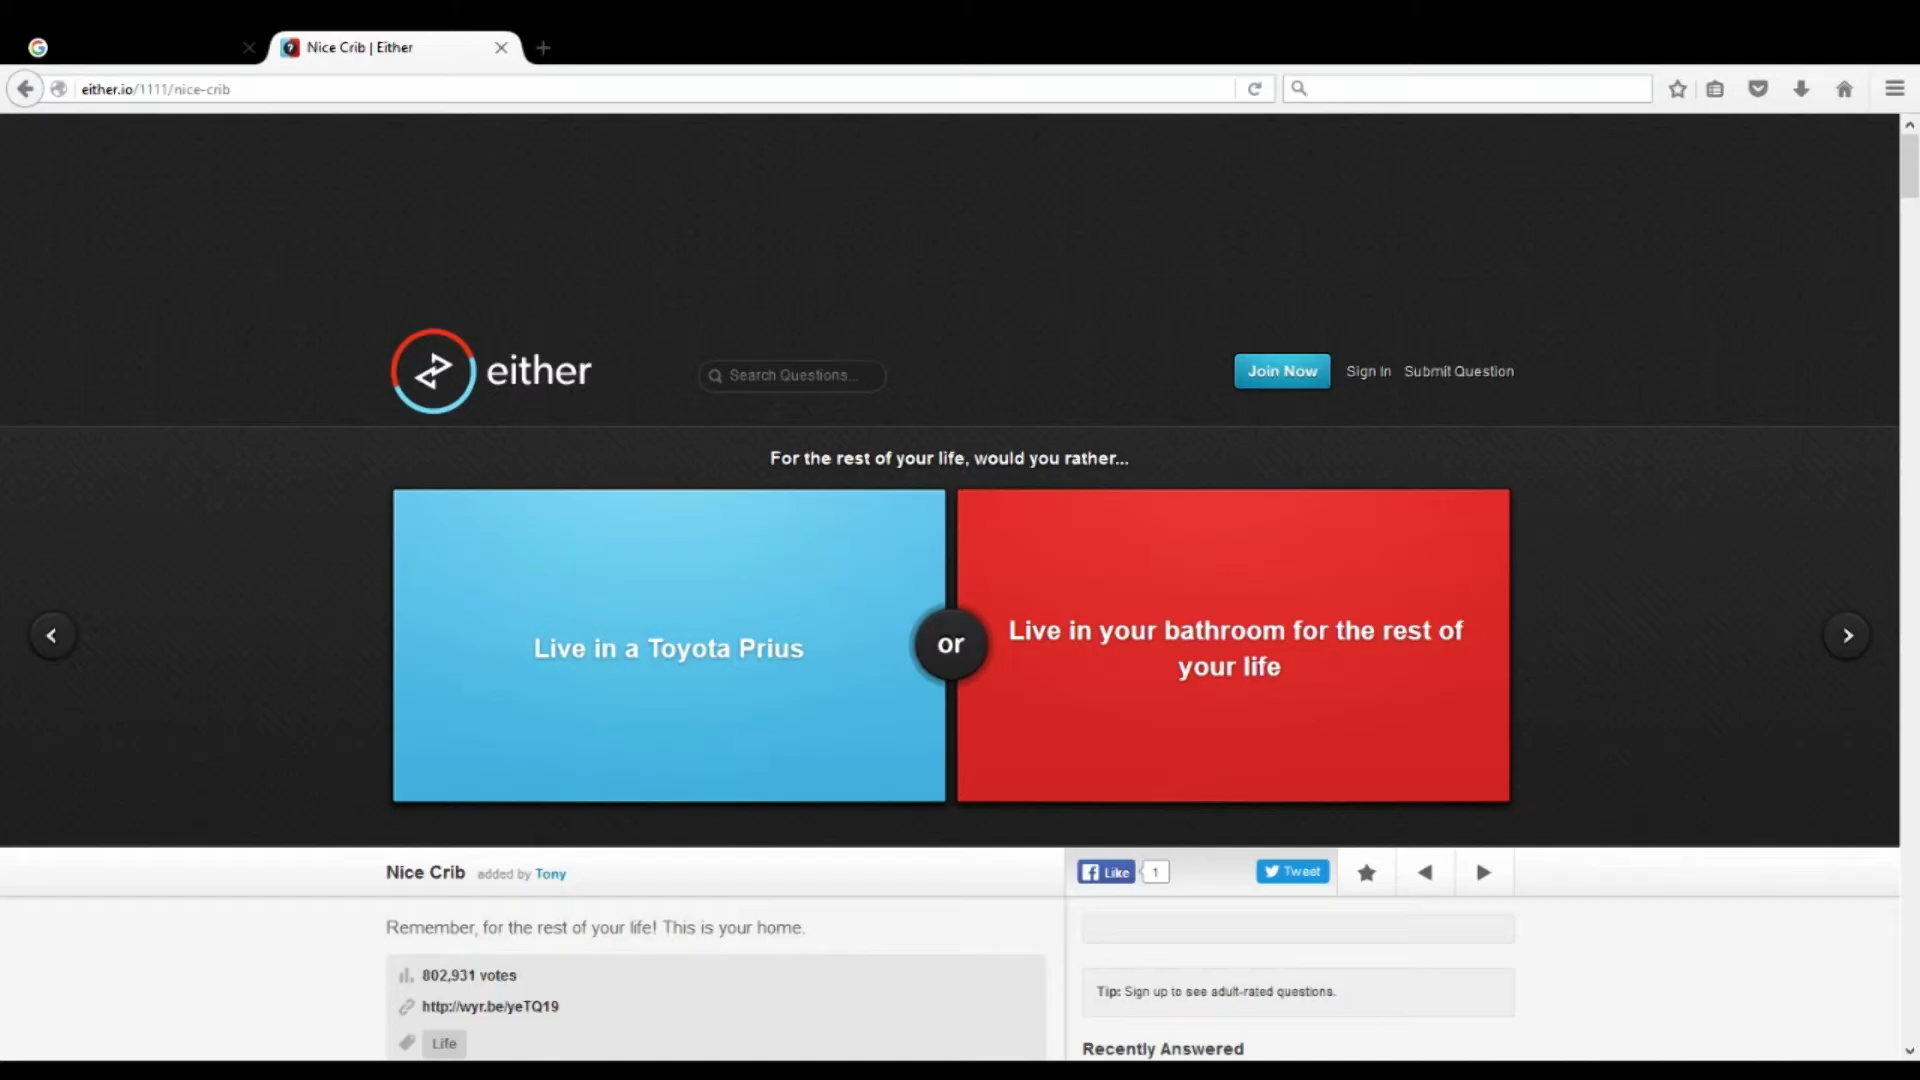 Nice Crib | Either
either.io/1111/nice-crib
either
Search Questions...
Join Now
Sign In
Submit Question
For the rest of your life, would you rather...
Live in a Toyota Prius
or
Live in your bathroom for the rest of
your life
Nice Crib added by Tony
Like 1
Tweet
Remember, for the rest of your life! This is your home.
802,931 votes
http://wyr.be/yeTQ19
Life
Tip: Sign up to see adult-rated questions.
Recently Answered